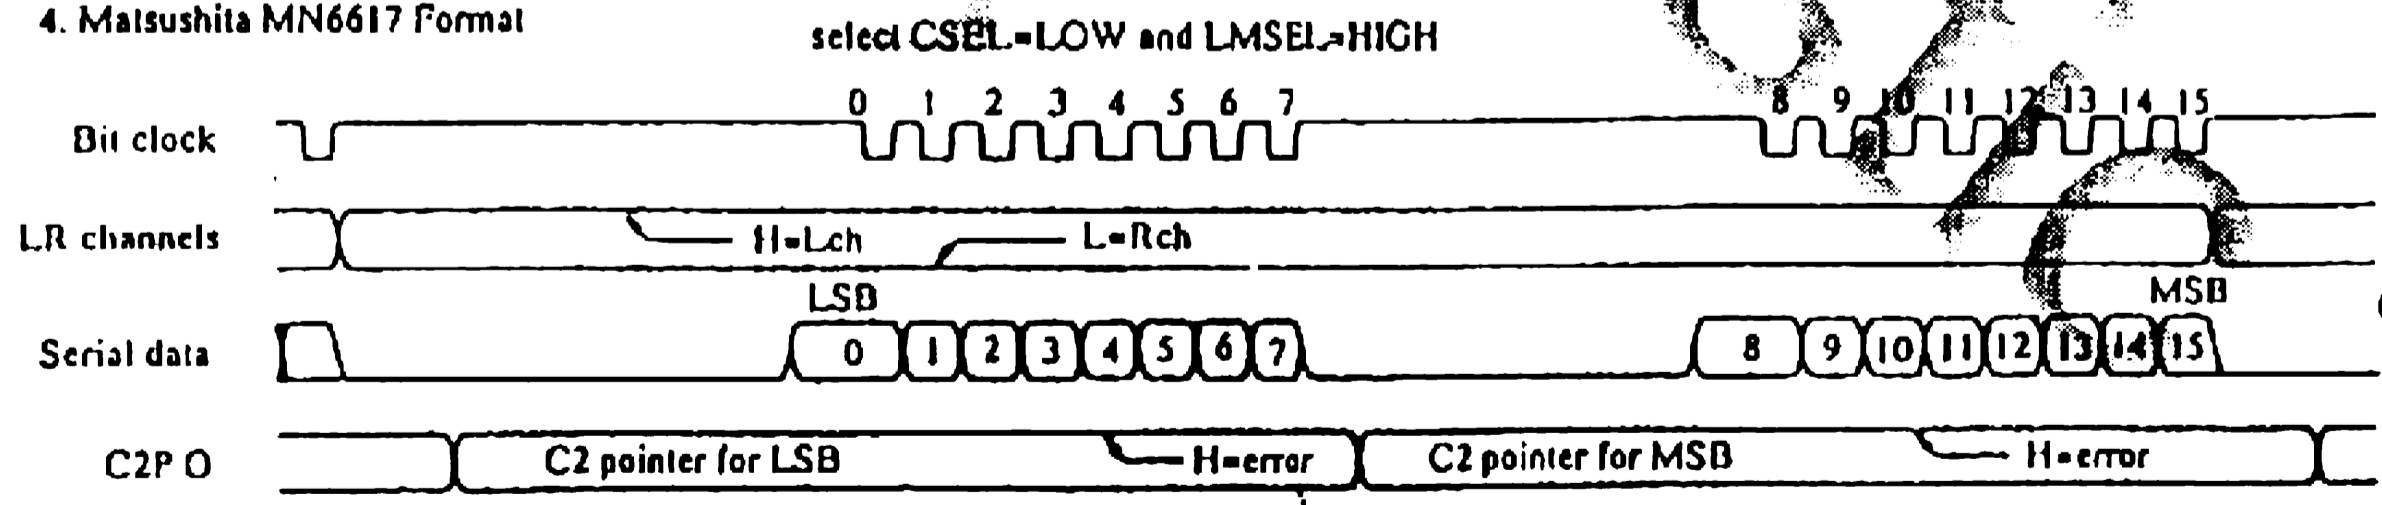 4. Matsushita MN6617 Format
select CSEL=LOW and LMSEL=HIGH
0 1 2 3 4 5 6 7 8 9 10 11 12 13 14 15
Bit clock
LR channels H=Lch L=Rch
LSB MSB
Serial data 0 1 2 3 4 5 6 7 8 9 10 11 12 13 14 15
C2PO C2 pointer for LSB H=error C2 pointer for MSB H=error